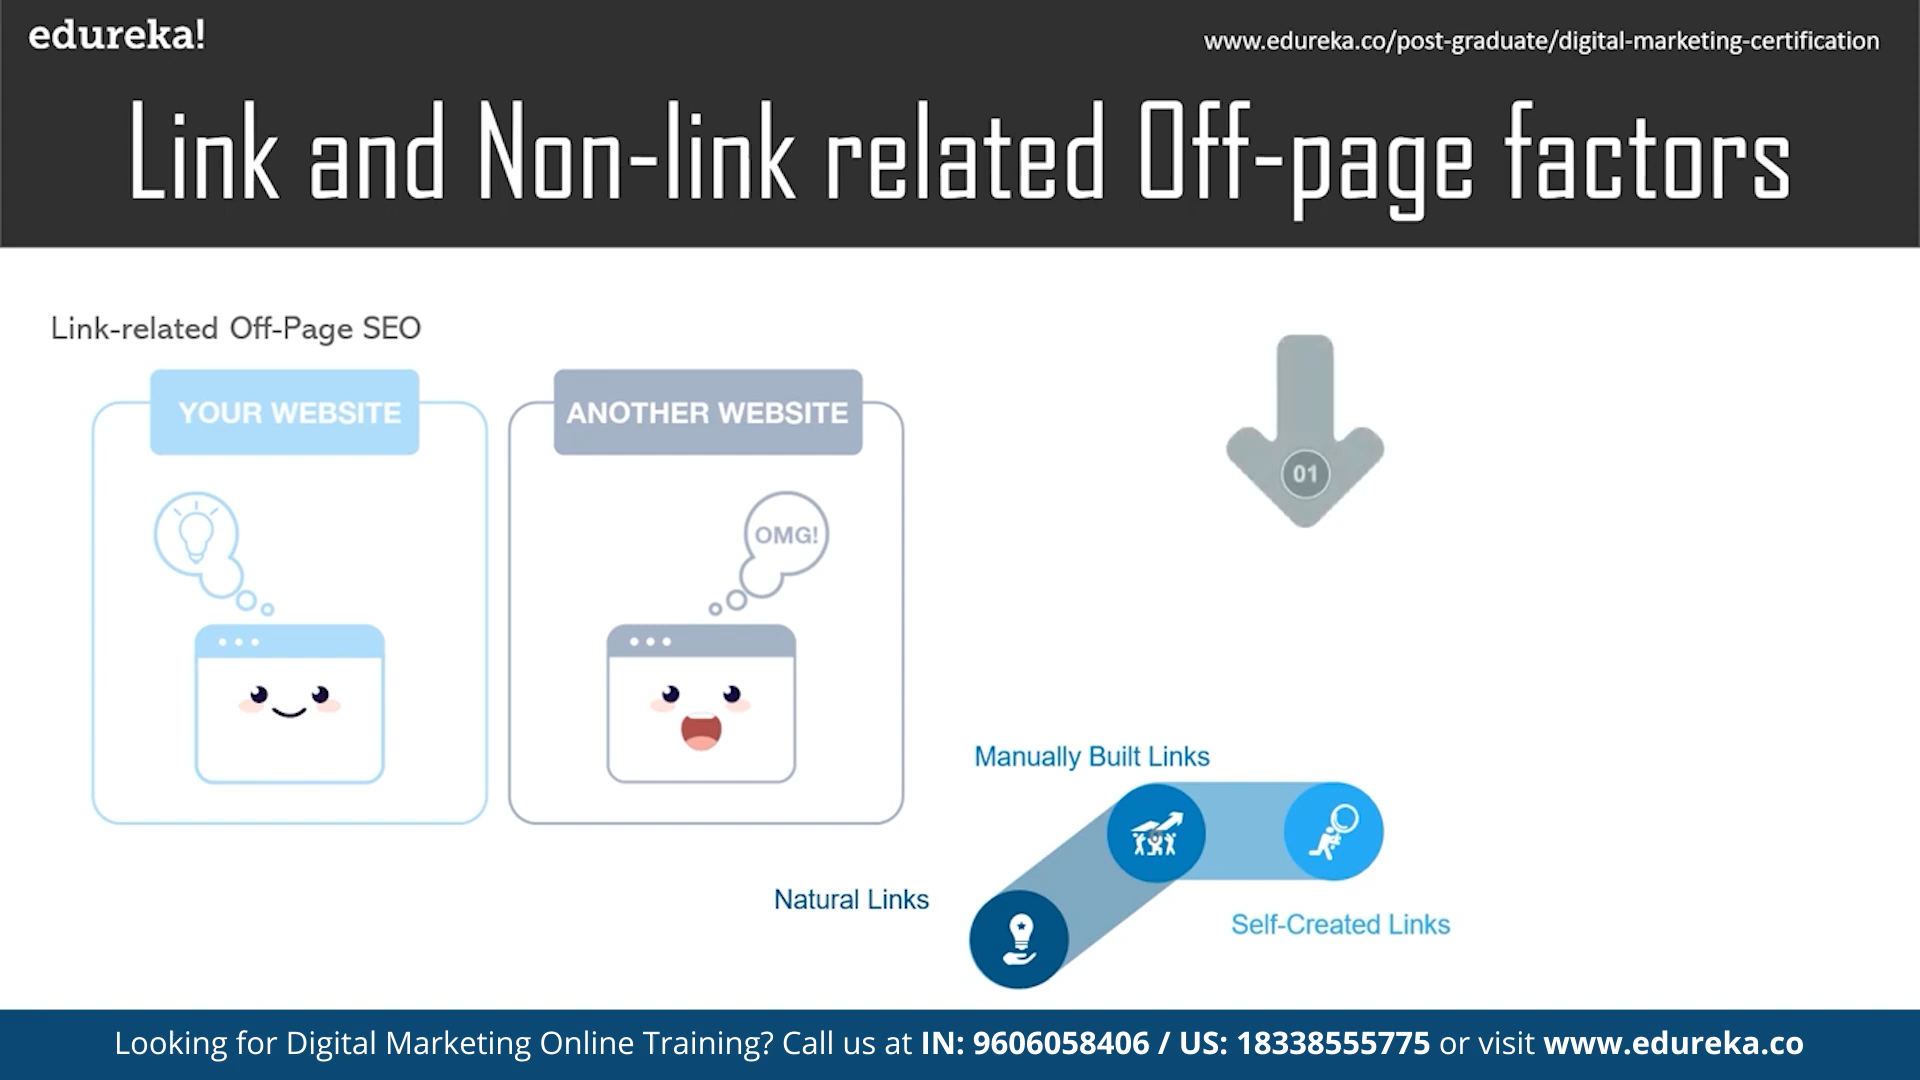 edureka!
www.edureka.co/post-graduate/digital-marketing-certification
Link and Non-link related Off-page factors
Link-related Off-Page SEO
YOUR WEBSITE
ANOTHER WEBSITE
OMG!
01
Manually Built Links
Natural Links
Self-Created Links
Looking for Digital Marketing Online Training? Call us at IN: 9606058406 / US: 18338555775 or visit www.edureka.co